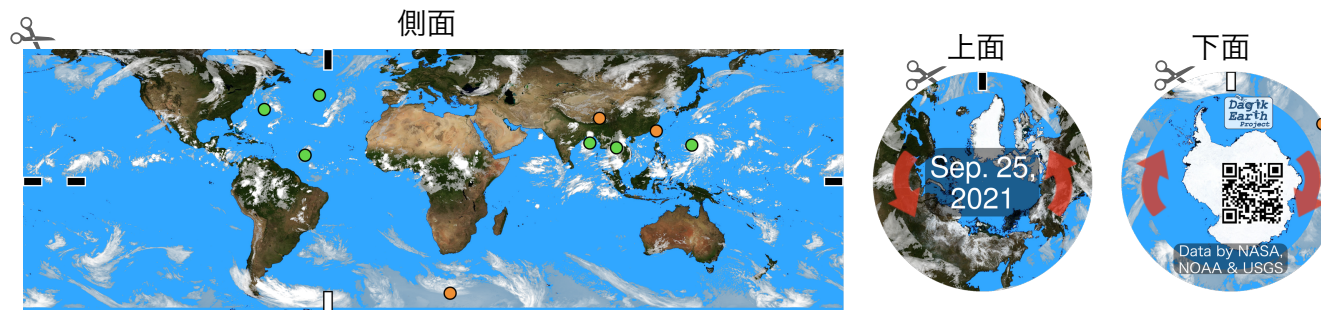 側面
上面
下面
Sep. 25,
2021
Dagik
Earth
Project
Data by NASA,
NOAA & USGS